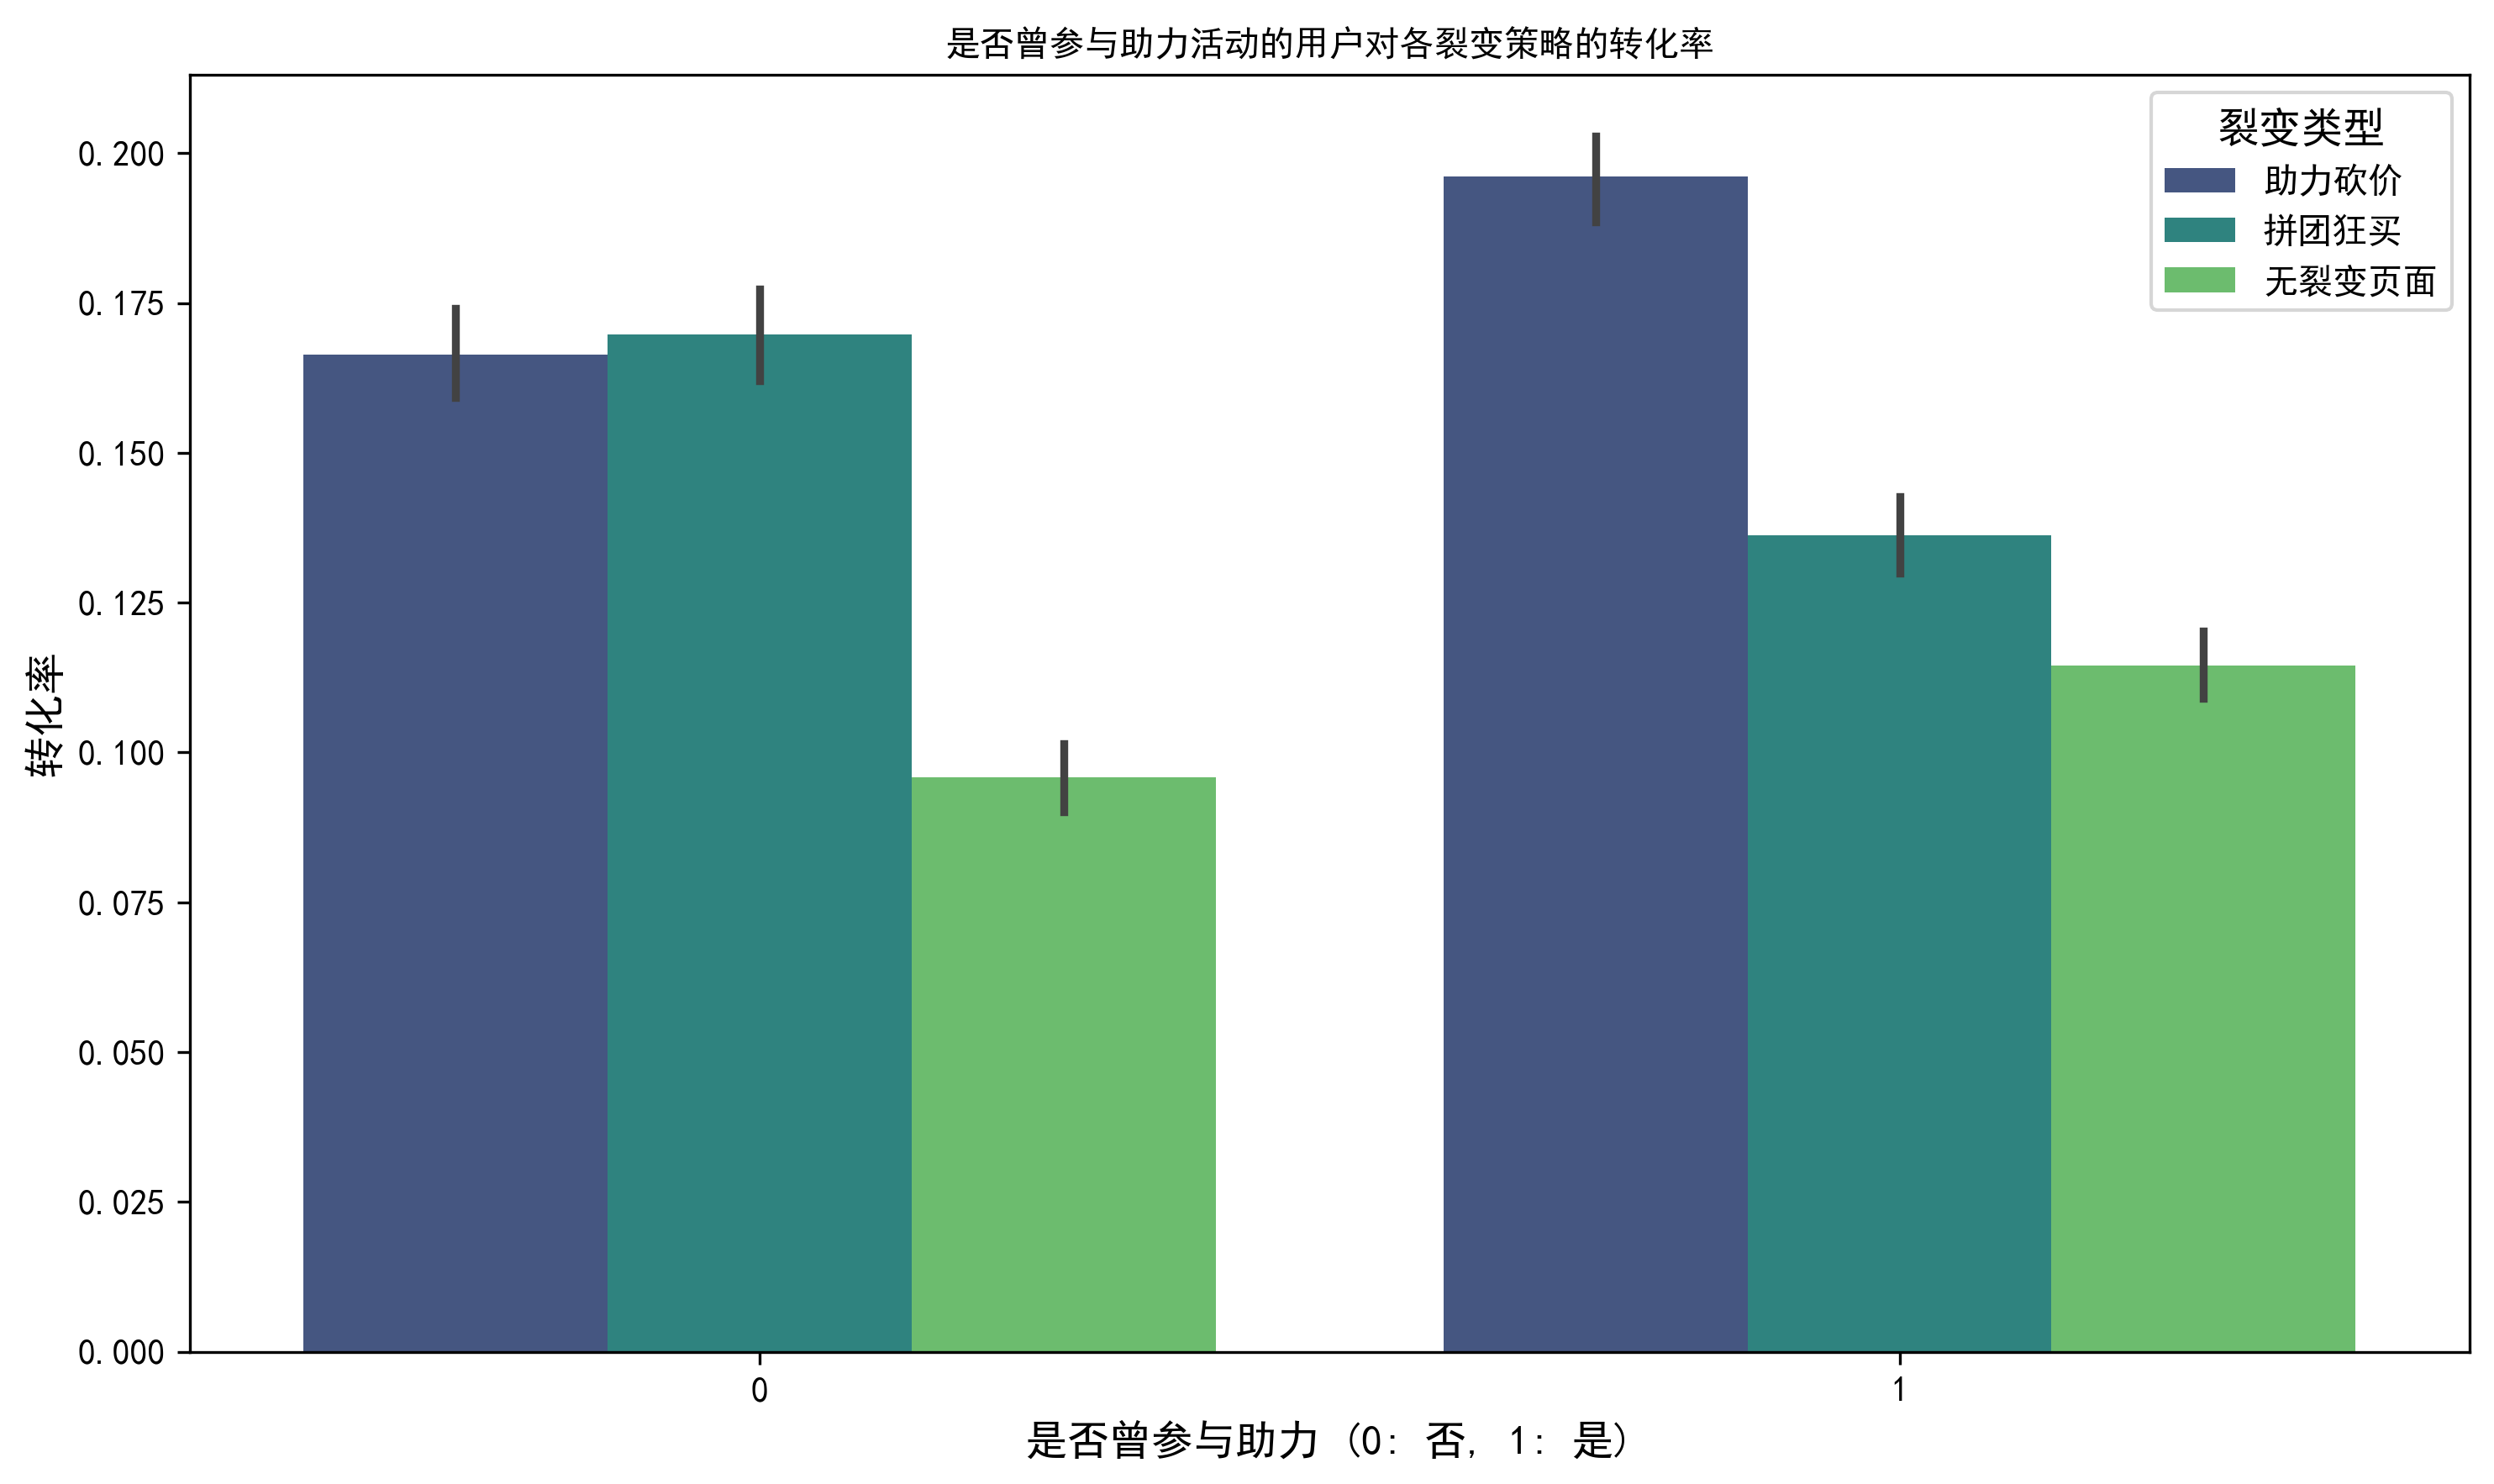 是否曾参与助力活动的用户对各裂变策略的转化率
裂变类型
助力砍价
拼团狂买
无裂变页面
转化率
0.200
0.175
0.150
0.125
0.100
0.075
0.050
0.025
0.000
0
1
是否曾参与助力 (0: 否, 1: 是)